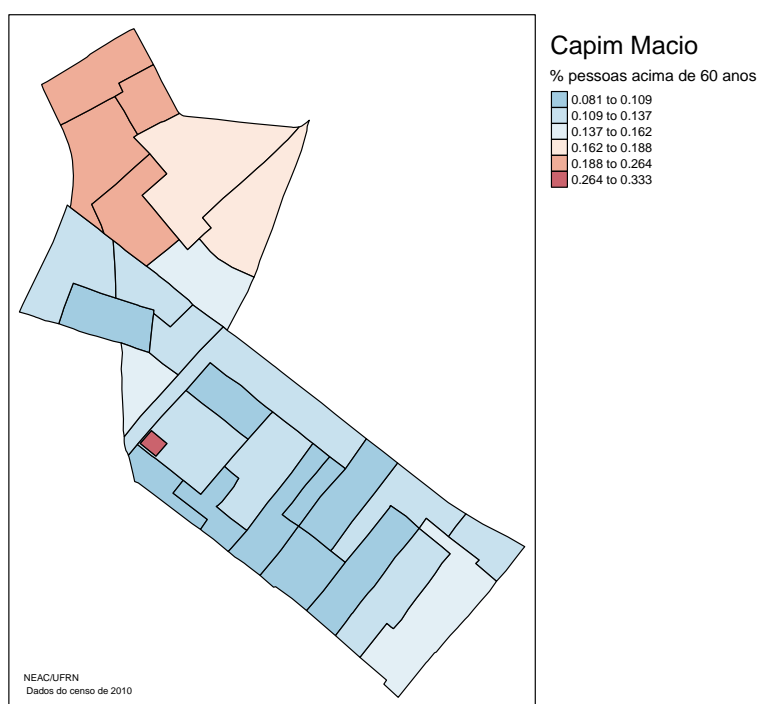 Capim Macio
% pessoas acima de 60 anos
0.081 to 0.109
0.109 to 0.137
0.137 to 0.162
0.162 to 0.188
0.188 to 0.264
0.264 to 0.333
NEAC/UFRN
Dados do censo de 2010